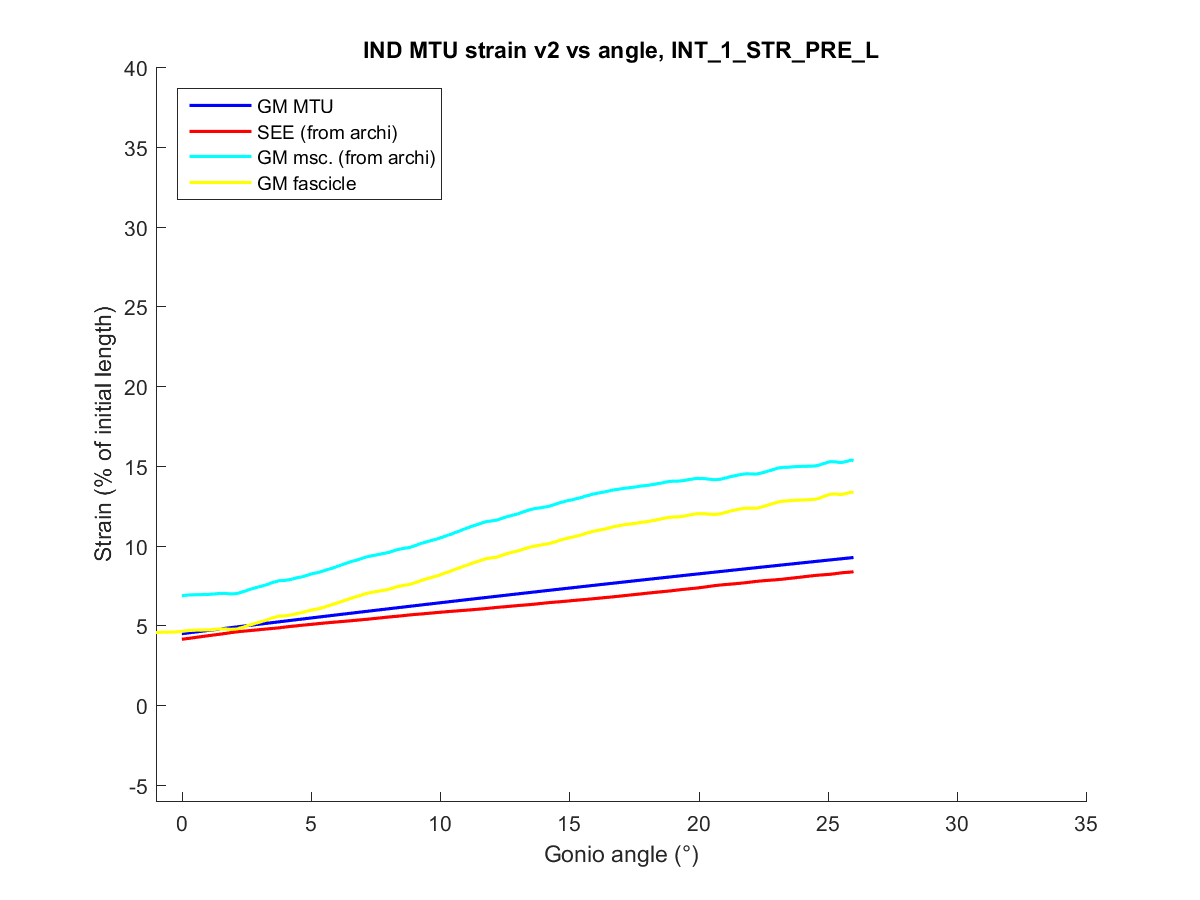 IND MTU strain v2 vs angle, INT_1_STR_PRE_L
GM MTU
SEE (from archi)
GM msc. (from archi)
GM fascicle
Strain (% of initial length)
40
35
30
25
20
15
10
5
0
-5
0 5 10 15 20 25 30 35
Gonio angle (°)